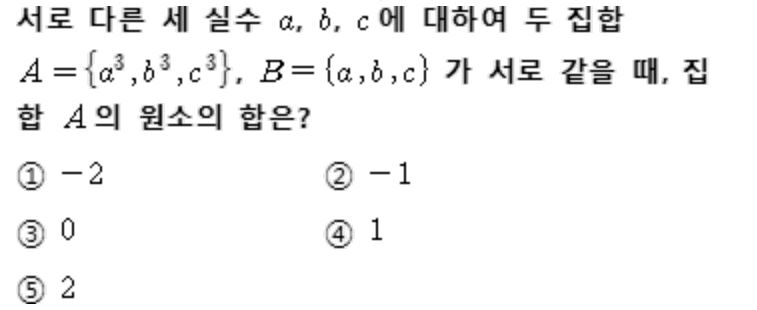 서로 다른 세 실수 a, b, c에 대하여 두 집합
A={a³,b³,c³}, B={a,b,c} 가 서로 같을 때, 집
합 A의 원소의 합은?
① −2 ② −1
③ 0 ④ 1
⑤ 2